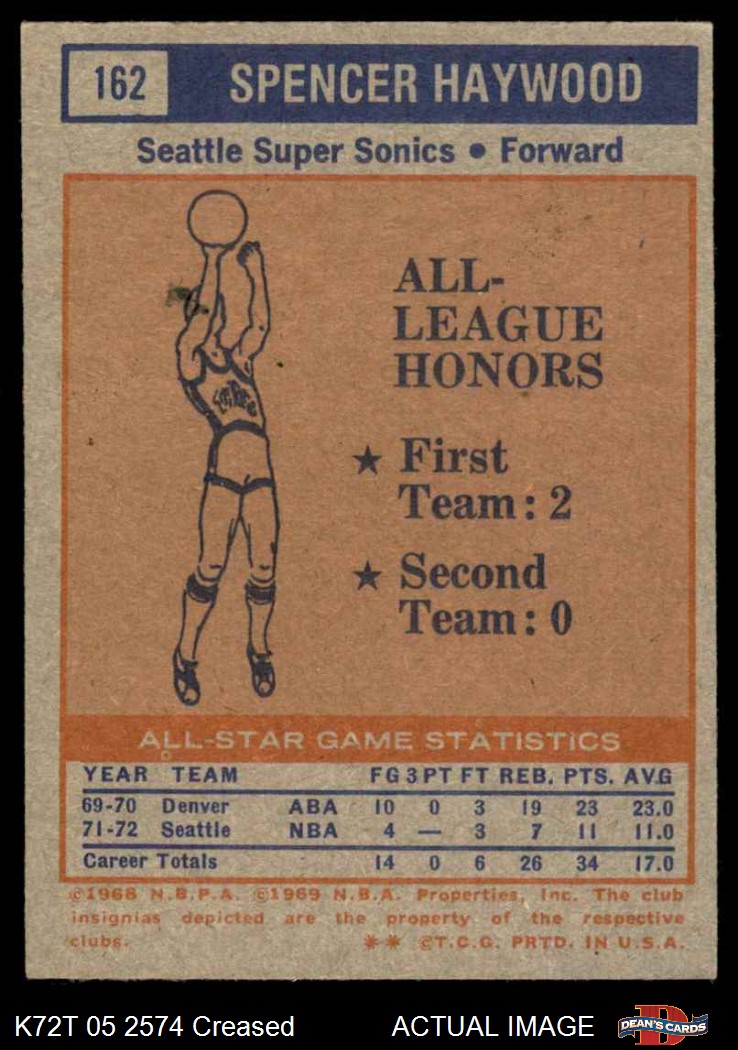 162 SPENCER HAYWOOD
Seattle Super Sonics • Forward
ALL-
LEAGUE
HONORS
★ First
Team: 2
★ Second
Team: 0
ALL-STAR GAME STATISTICS
YEAR TEAM FG 3PT FT REB. PTS. AVG
69-70 Denver ABA 10 0 3 19 23 23.0
71-72 Seattle NBA 4 — 3 7 11 11.0
Career Totals 14 0 6 26 34 17.0
©1968 N.B.P.A. ©1969 N.B.A. Properties, Inc. The club
insignias depicted are the property of the respective
clubs. ** ©T.C.G. PRTD. IN U.S.A.
K72T 05 2574 Creased ACTUAL IMAGE
DEAN'S CARDS